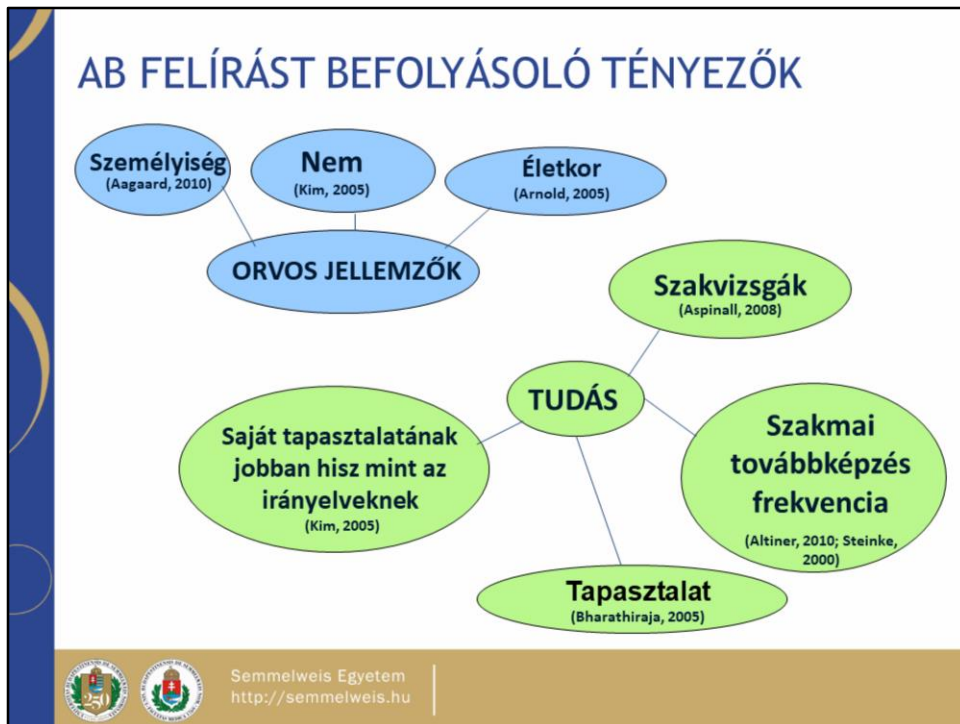 AB FELÍRÁST BEFOLYÁSOLÓ TÉNYEZŐK
Személyiség
(Aagaard, 2010)
Nem
(Kim, 2005)
Életkor
(Arnold, 2005)
ORVOS JELLEMZŐK
Szakvizsgák
(Aspinall, 2008)
TUDÁS
Saját tapasztalatának
jobban hisz mint az
irányelveknek
(Kim, 2005)
Szakmai
továbbképzés
frekvencia
(Altiner, 2010; Steinke,
2000)
Tapasztalat
(Bharathiraja, 2005)
250
Semmelweis Egyetem
http://semmelweis.hu